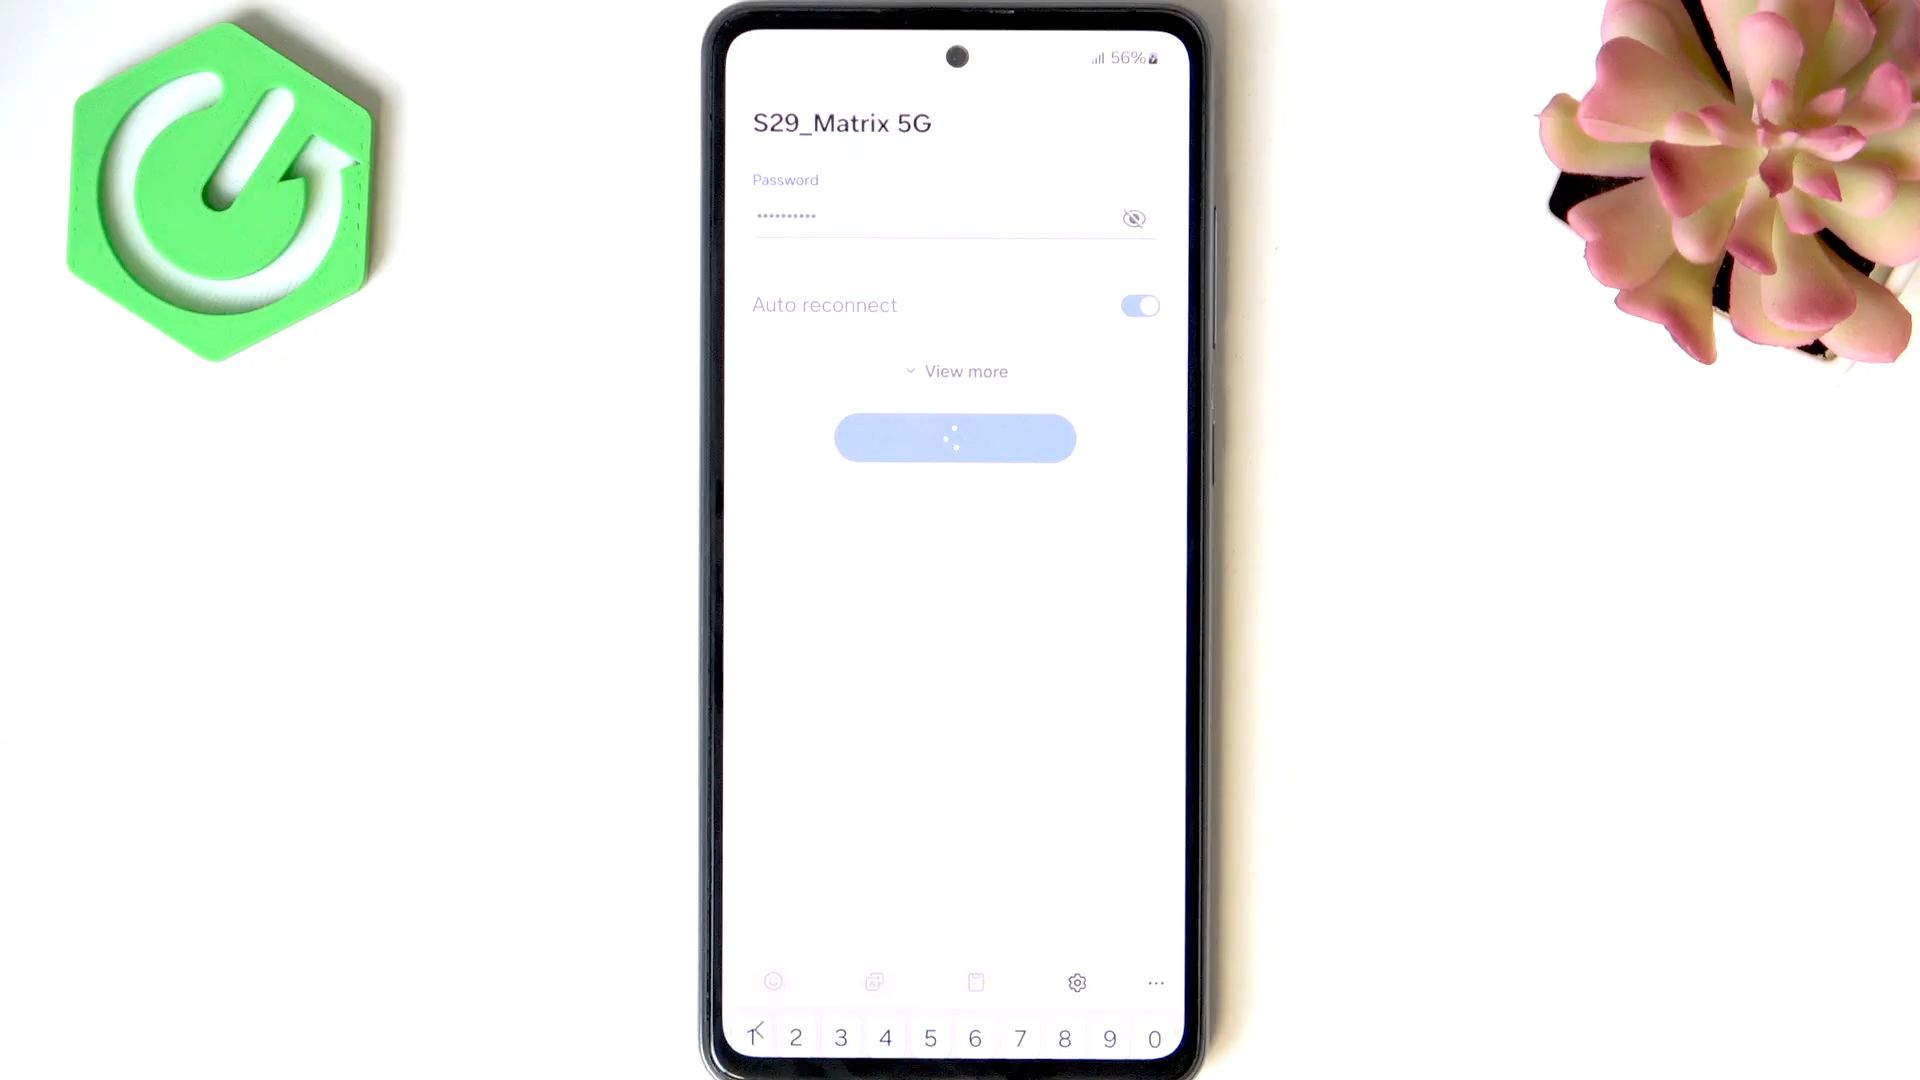 56%
S29_Matrix 5G
Password
••••••••••
Auto reconnect
View more
1 2 3 4 5 6 7 8 9 0